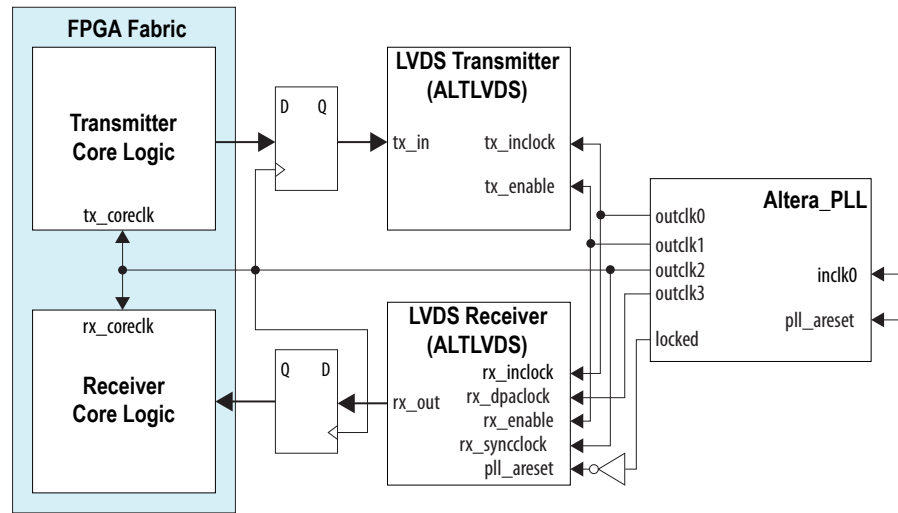 FPGA Fabric
Transmitter
Core Logic
tx_coreclk
rx_coreclk
Receiver
Core Logic
D Q
Q D
LVDS Transmitter
(ALTLVDS)
tx_in
tx_inclock
tx_enable
LVDS Receiver
(ALTLVDS)
rx_inclock
rx_dpaclock
rx_out
rx_enable
rx_syncclock
pll_areset
Altera_PLL
outclk0
outclk1
outclk2
outclk3
locked
inclk0
pll_areset